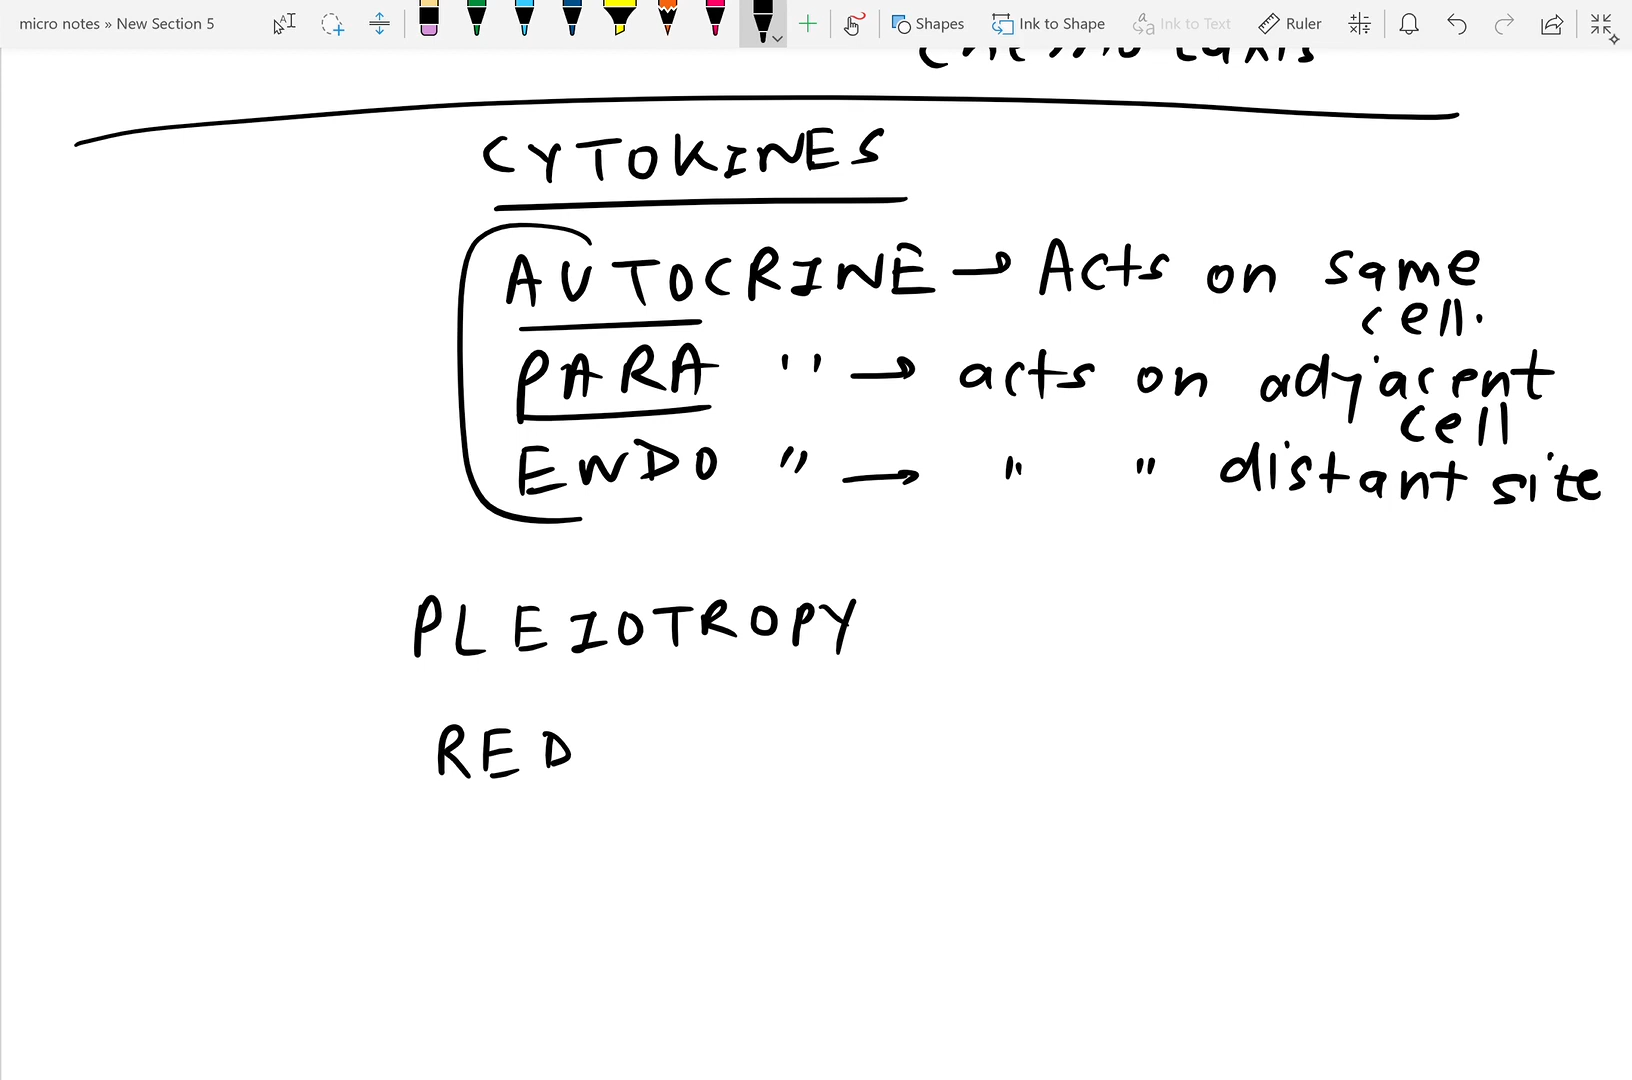 micro notes » New Section 5
Shapes
Ink to Shape
Ink to Text
Ruler
CYTOKINES
AUTOCRINE → Acts on same
cell.
PARA " → acts on adjacent
cell
ENDO " → " " distant site
PLEIOTROPY
RED